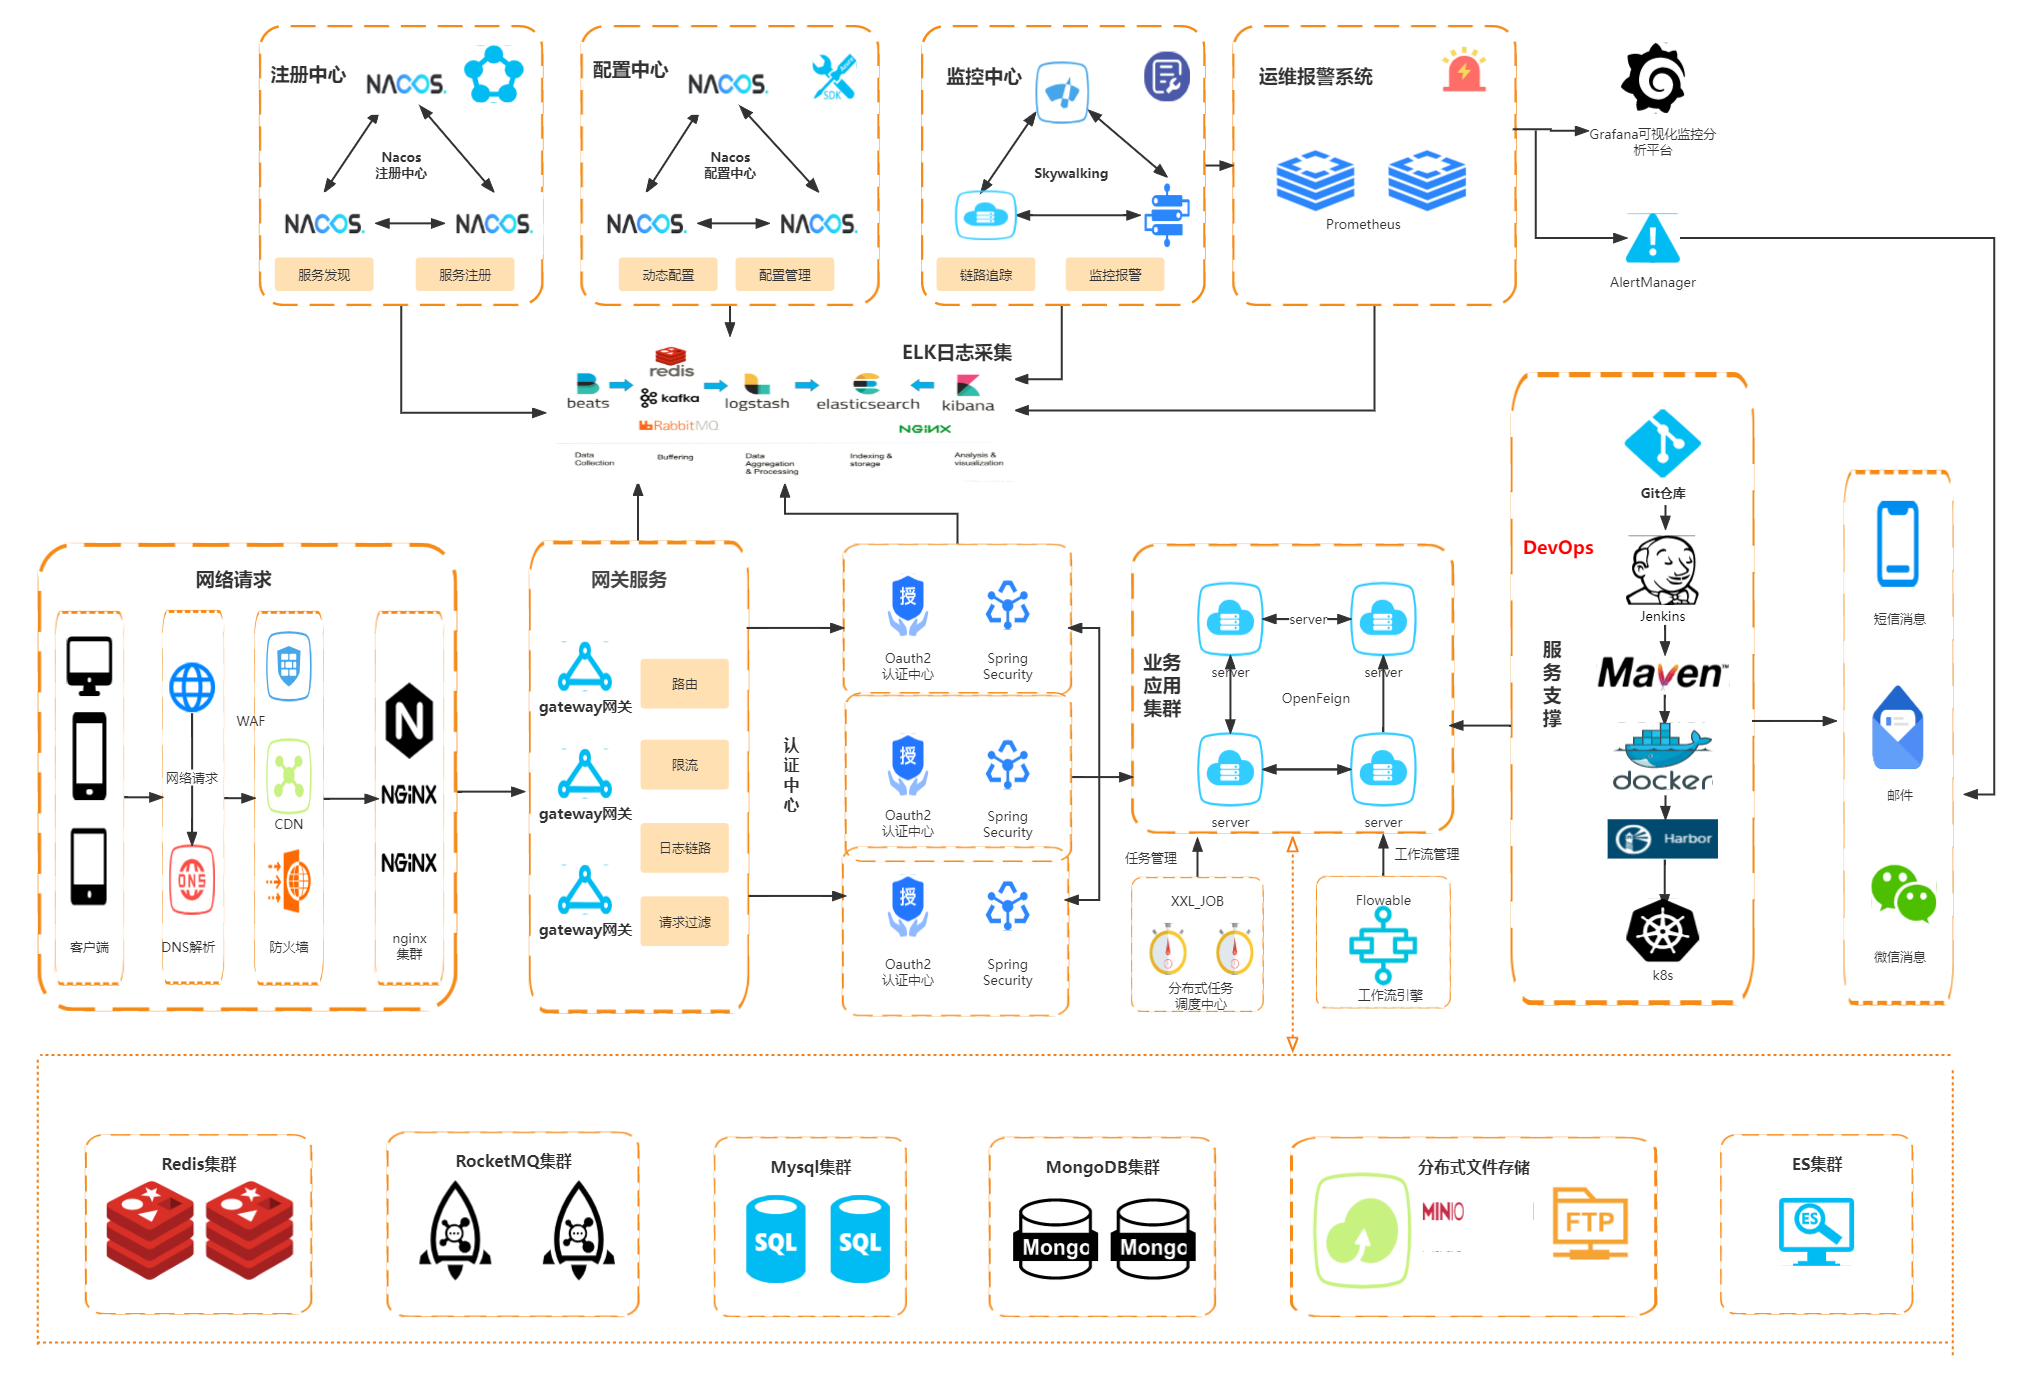 注册中心
NACOS.
Nacos
注册中心
NACOS.
NACOS.
服务发现
服务注册
配置中心
NACOS.
SDK
Nacos
配置中心
NACOS.
NACOS.
动态配置
配置管理
监控中心
Skywalking
链路追踪
监控报警
运维报警系统
Prometheus
Grafana可视化监控分
析平台
AlertManager
ELK日志采集
redis
beats
kafka
logstash
elasticsearch
kibana
RabbitMQ
NGINX
Data
Collection
Buffering
Data
Aggregation
& Processing
Indexing &
storage
Analysis &
visualization
网络请求
WAF
网络请求
CDN
DNS
NGINX
NGINX
客户端
DNS解析
防火墙
nginx
集群
网关服务
gateway网关
gateway网关
gateway网关
路由
限流
日志链路
请求过滤
认
证
中
心
授
Oauth2
认证中心
Spring
Security
授
Oauth2
认证中心
Spring
Security
授
Oauth2
认证中心
Spring
Security
业务
应用
集群
server
server
server
OpenFeign
server
server
任务管理
工作流管理
XXL_JOB
分布式任务
调度中心
Flowable
工作流引擎
DevOps
服
务
支
撑
Git仓库
Jenkins
Maven™
docker
Harbor
k8s
短信消息
邮件
微信消息
Redis集群
RocketMQ集群
Mysql集群
SQL
SQL
MongoDB集群
Mongo
Mongo
分布式文件存储
MINIO
FTP
ES集群
ES